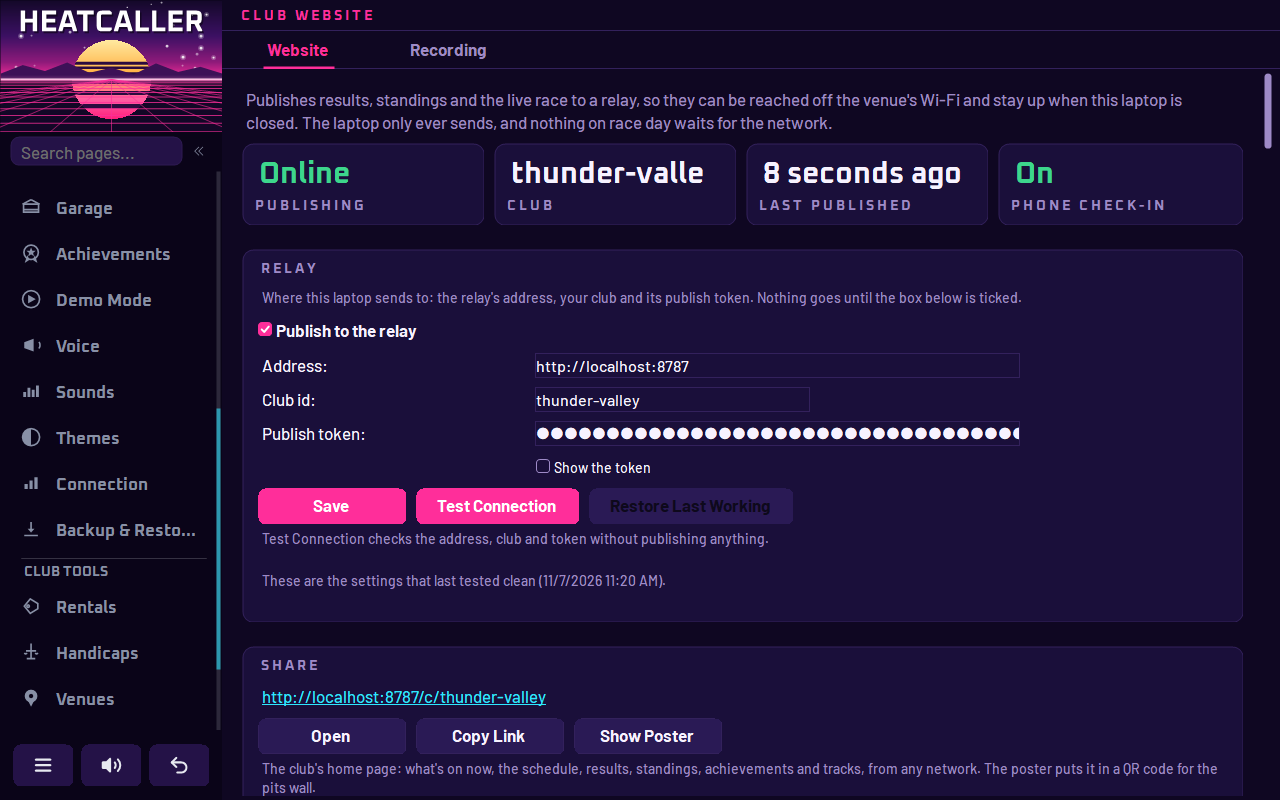 HEATCALLER
Search pages...
Garage
Achievements
Demo Mode
Voice
Sounds
Themes
Connection
Backup & Resto...
CLUB TOOLS
Rentals
Handicaps
Venues
CLUB WEBSITE
Website
Recording
Publishes results, standings and the live race to a relay, so they can be reached off the venue's Wi-Fi and stay up when this laptop is
closed. The laptop only ever sends, and nothing on race day waits for the network.
Online
PUBLISHING
thunder-valle
CLUB
8 seconds ago
LAST PUBLISHED
On
PHONE CHECK-IN
RELAY
Where this laptop sends to: the relay's address, your club and its publish token. Nothing goes until the box below is ticked.
Publish to the relay
Address:
http://localhost:8787
Club id:
thunder-valley
Publish token:
Show the token
Save
Test Connection
Restore Last Working
Test Connection checks the address, club and token without publishing anything.
These are the settings that last tested clean (11/7/2026 11:20 AM).
SHARE
http://localhost:8787/c/thunder-valley
Open
Copy Link
Show Poster
The club's home page: what's on now, the schedule, results, standings, achievements and tracks, from any network. The poster puts it in a QR code for the
pits wall.